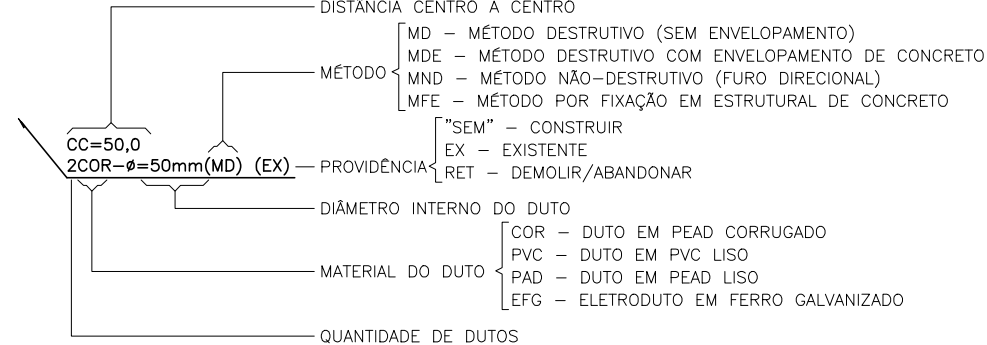 DISTÂNCIA CENTRO A CENTRO
MÉTODO
MD – MÉTODO DESTRUTIVO (SEM ENVELOPAMENTO)
MDE – MÉTODO DESTRUTIVO COM ENVELOPAMENTO DE CONCRETO
MND – MÉTODO NÃO-DESTRUTIVO (FURO DIRECIONAL)
MFE – MÉTODO POR FIXAÇÃO EM ESTRUTURAL DE CONCRETO
CC=50,0
2COR-ø=50mm(MD) (EX)
PROVIDÊNCIA
"SEM" – CONSTRUIR
EX – EXISTENTE
RET – DEMOLIR/ABANDONAR
DIÂMETRO INTERNO DO DUTO
MATERIAL DO DUTO
COR – DUTO EM PEAD CORRUGADO
PVC – DUTO EM PVC LISO
PAD – DUTO EM PEAD LISO
EFG – ELETRODUTO EM FERRO GALVANIZADO
QUANTIDADE DE DUTOS